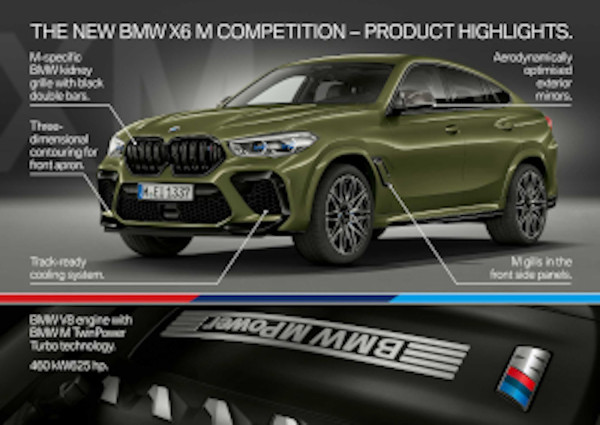 THE NEW BMW X6 M COMPETITION – PRODUCT HIGHLIGHTS.
M-specific
BMW kidney
grille with black
double bars.
Aerodynamically
optimised
exterior
mirrors.
Three-
dimensional
contouring for
front apron.
M·EI 1337
Track-ready
cooling system.
M gills in the
front side panels.
BMW V8 engine with
BMW M TwinPower
Turbo technology.
460 kW/625 hp.
BMW M Power